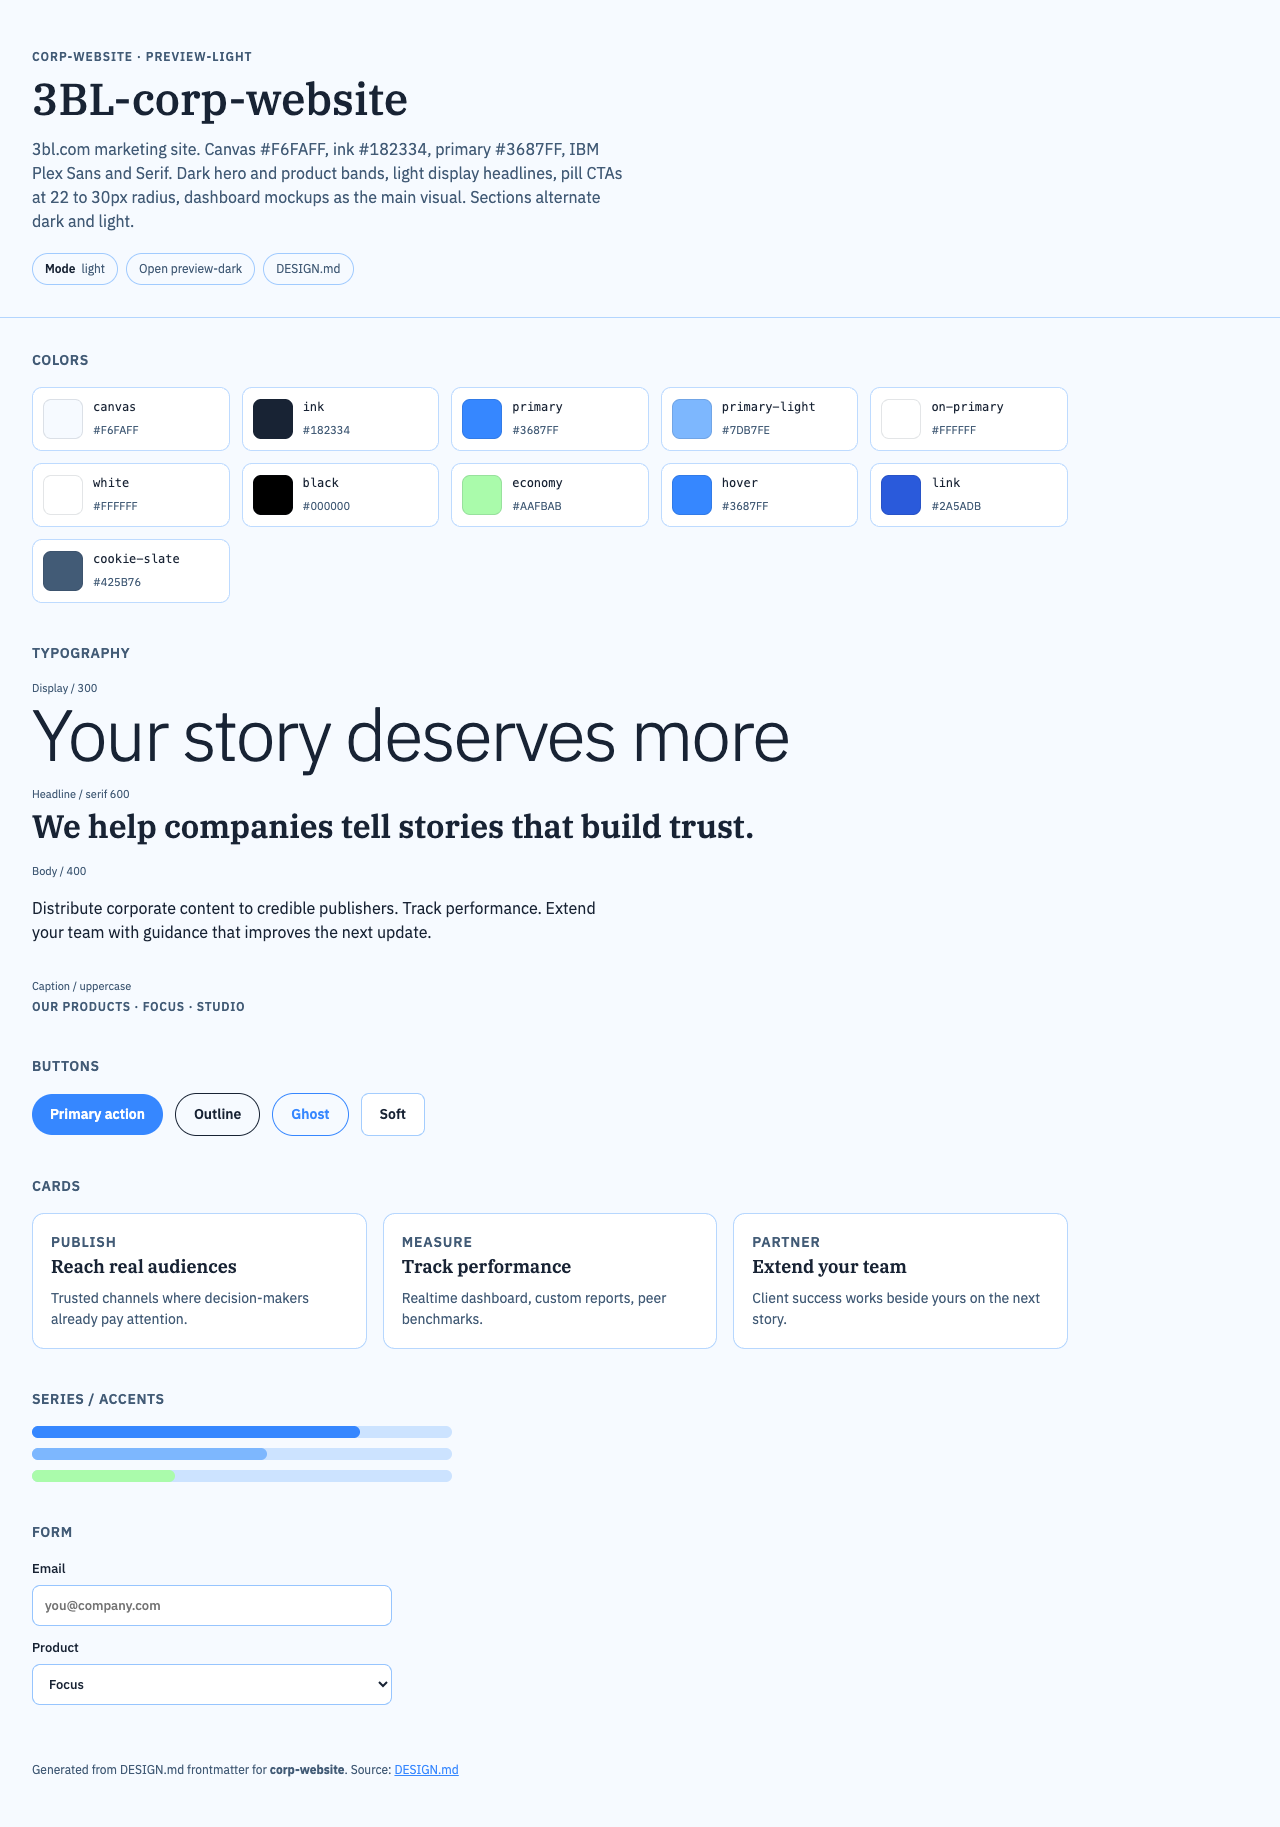 CORP-WEBSITE · PREVIEW-LIGHT
3BL-corp-website
3bl.com marketing site. Canvas #F6FAFF, ink #182334, primary #3687FF, IBM
Plex Sans and Serif. Dark hero and product bands, light display headlines, pill CTAs
at 22 to 30px radius, dashboard mockups as the main visual. Sections alternate
dark and light.
Mode light
Open preview-dark
DESIGN.md
COLORS
canvas
#F6FAFF
ink
#182334
primary
#3687FF
primary-light
#7DB7FE
on-primary
#FFFFFF
white
#FFFFFF
black
#000000
economy
#AAFBAB
hover
#3687FF
link
#2A5ADB
cookie-slate
#425B76
TYPOGRAPHY
Display / 300
Your story deserves more
Headline / serif 600
We help companies tell stories that build trust.
Body / 400
Distribute corporate content to credible publishers. Track performance. Extend
your team with guidance that improves the next update.
Caption / uppercase
OUR PRODUCTS · FOCUS · STUDIO
BUTTONS
Primary action
Outline
Ghost
Soft
CARDS
PUBLISH
Reach real audiences
Trusted channels where decision-makers
already pay attention.
MEASURE
Track performance
Realtime dashboard, custom reports, peer
benchmarks.
PARTNER
Extend your team
Client success works beside yours on the next
story.
SERIES / ACCENTS
FORM
Email
you@company.com
Product
Focus
Generated from DESIGN.md frontmatter for corp-website. Source: DESIGN.md